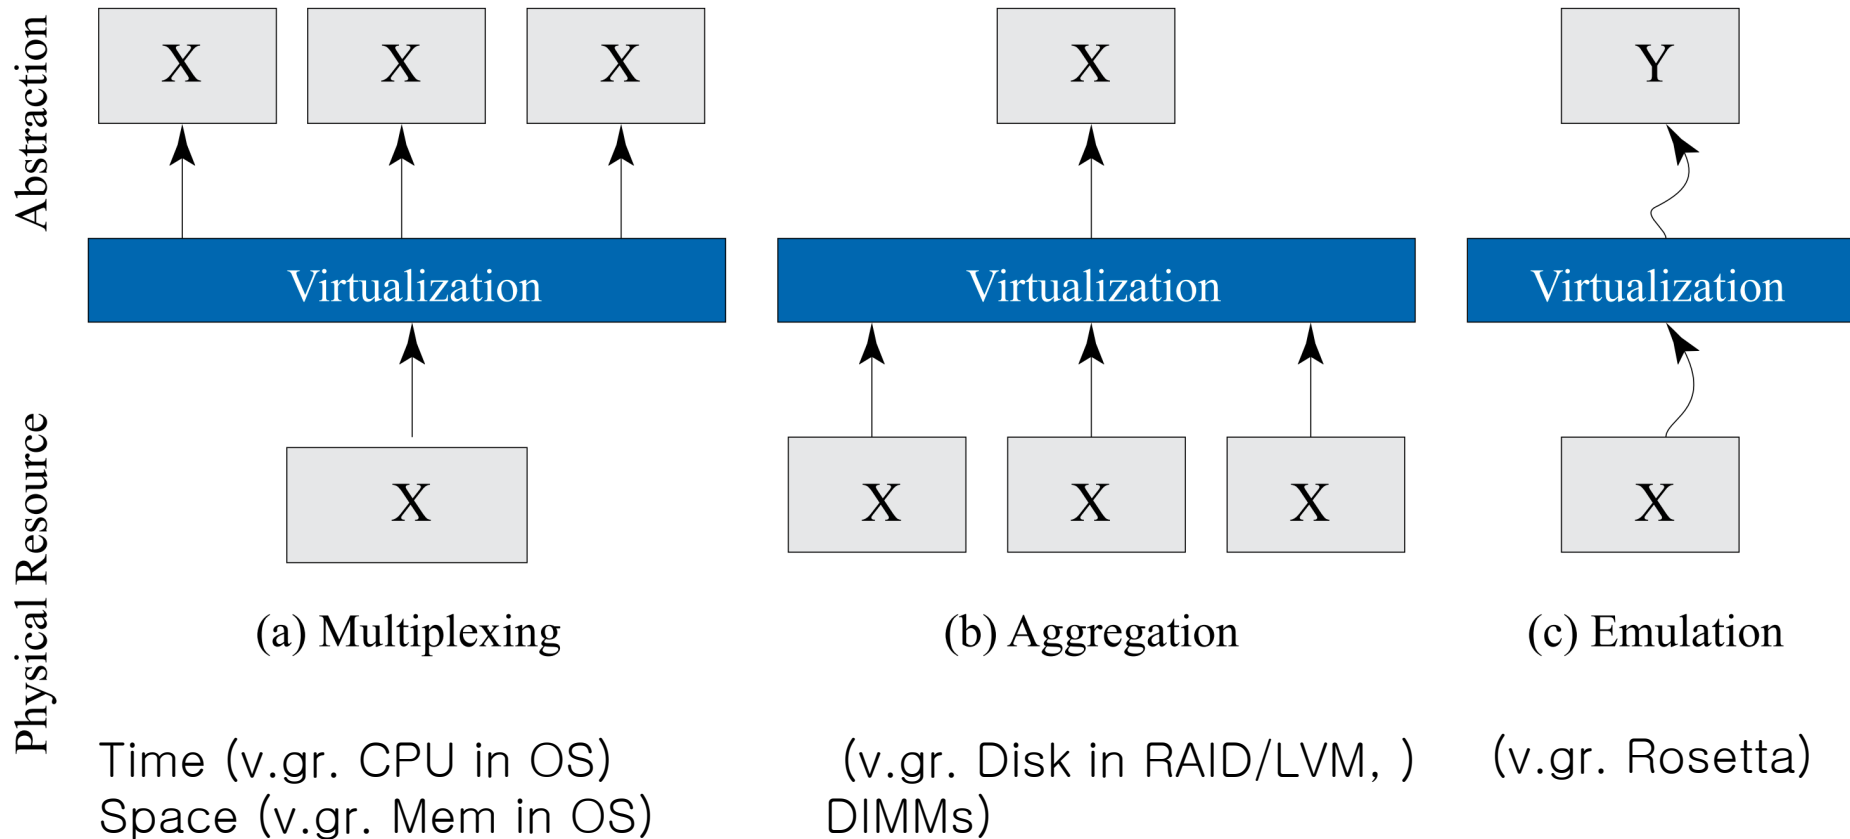 Abstraction
X
X
X
X
Y
Virtualization
Virtualization
Virtualization
Physical Resource
X
X
X
X
X
(a) Multiplexing
(b) Aggregation
(c) Emulation
Time (v.gr. CPU in OS)
Space (v.gr. Mem in OS)
(v.gr. Disk in RAID/LVM, )
DIMMs)
(v.gr. Rosetta)